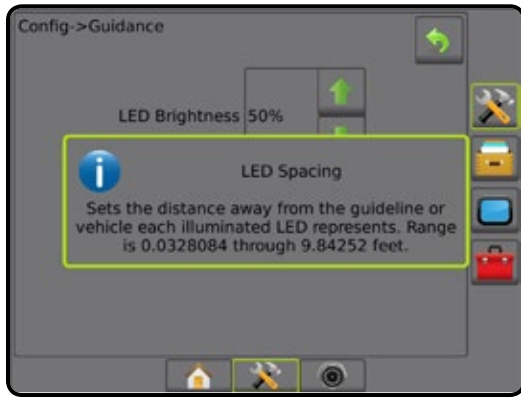 Config->Guidance
LED Brightness 50%
LED Spacing
Sets the distance away from the guideline or
vehicle each illuminated LED represents. Range
is 0.0328084 through 9.84252 feet.